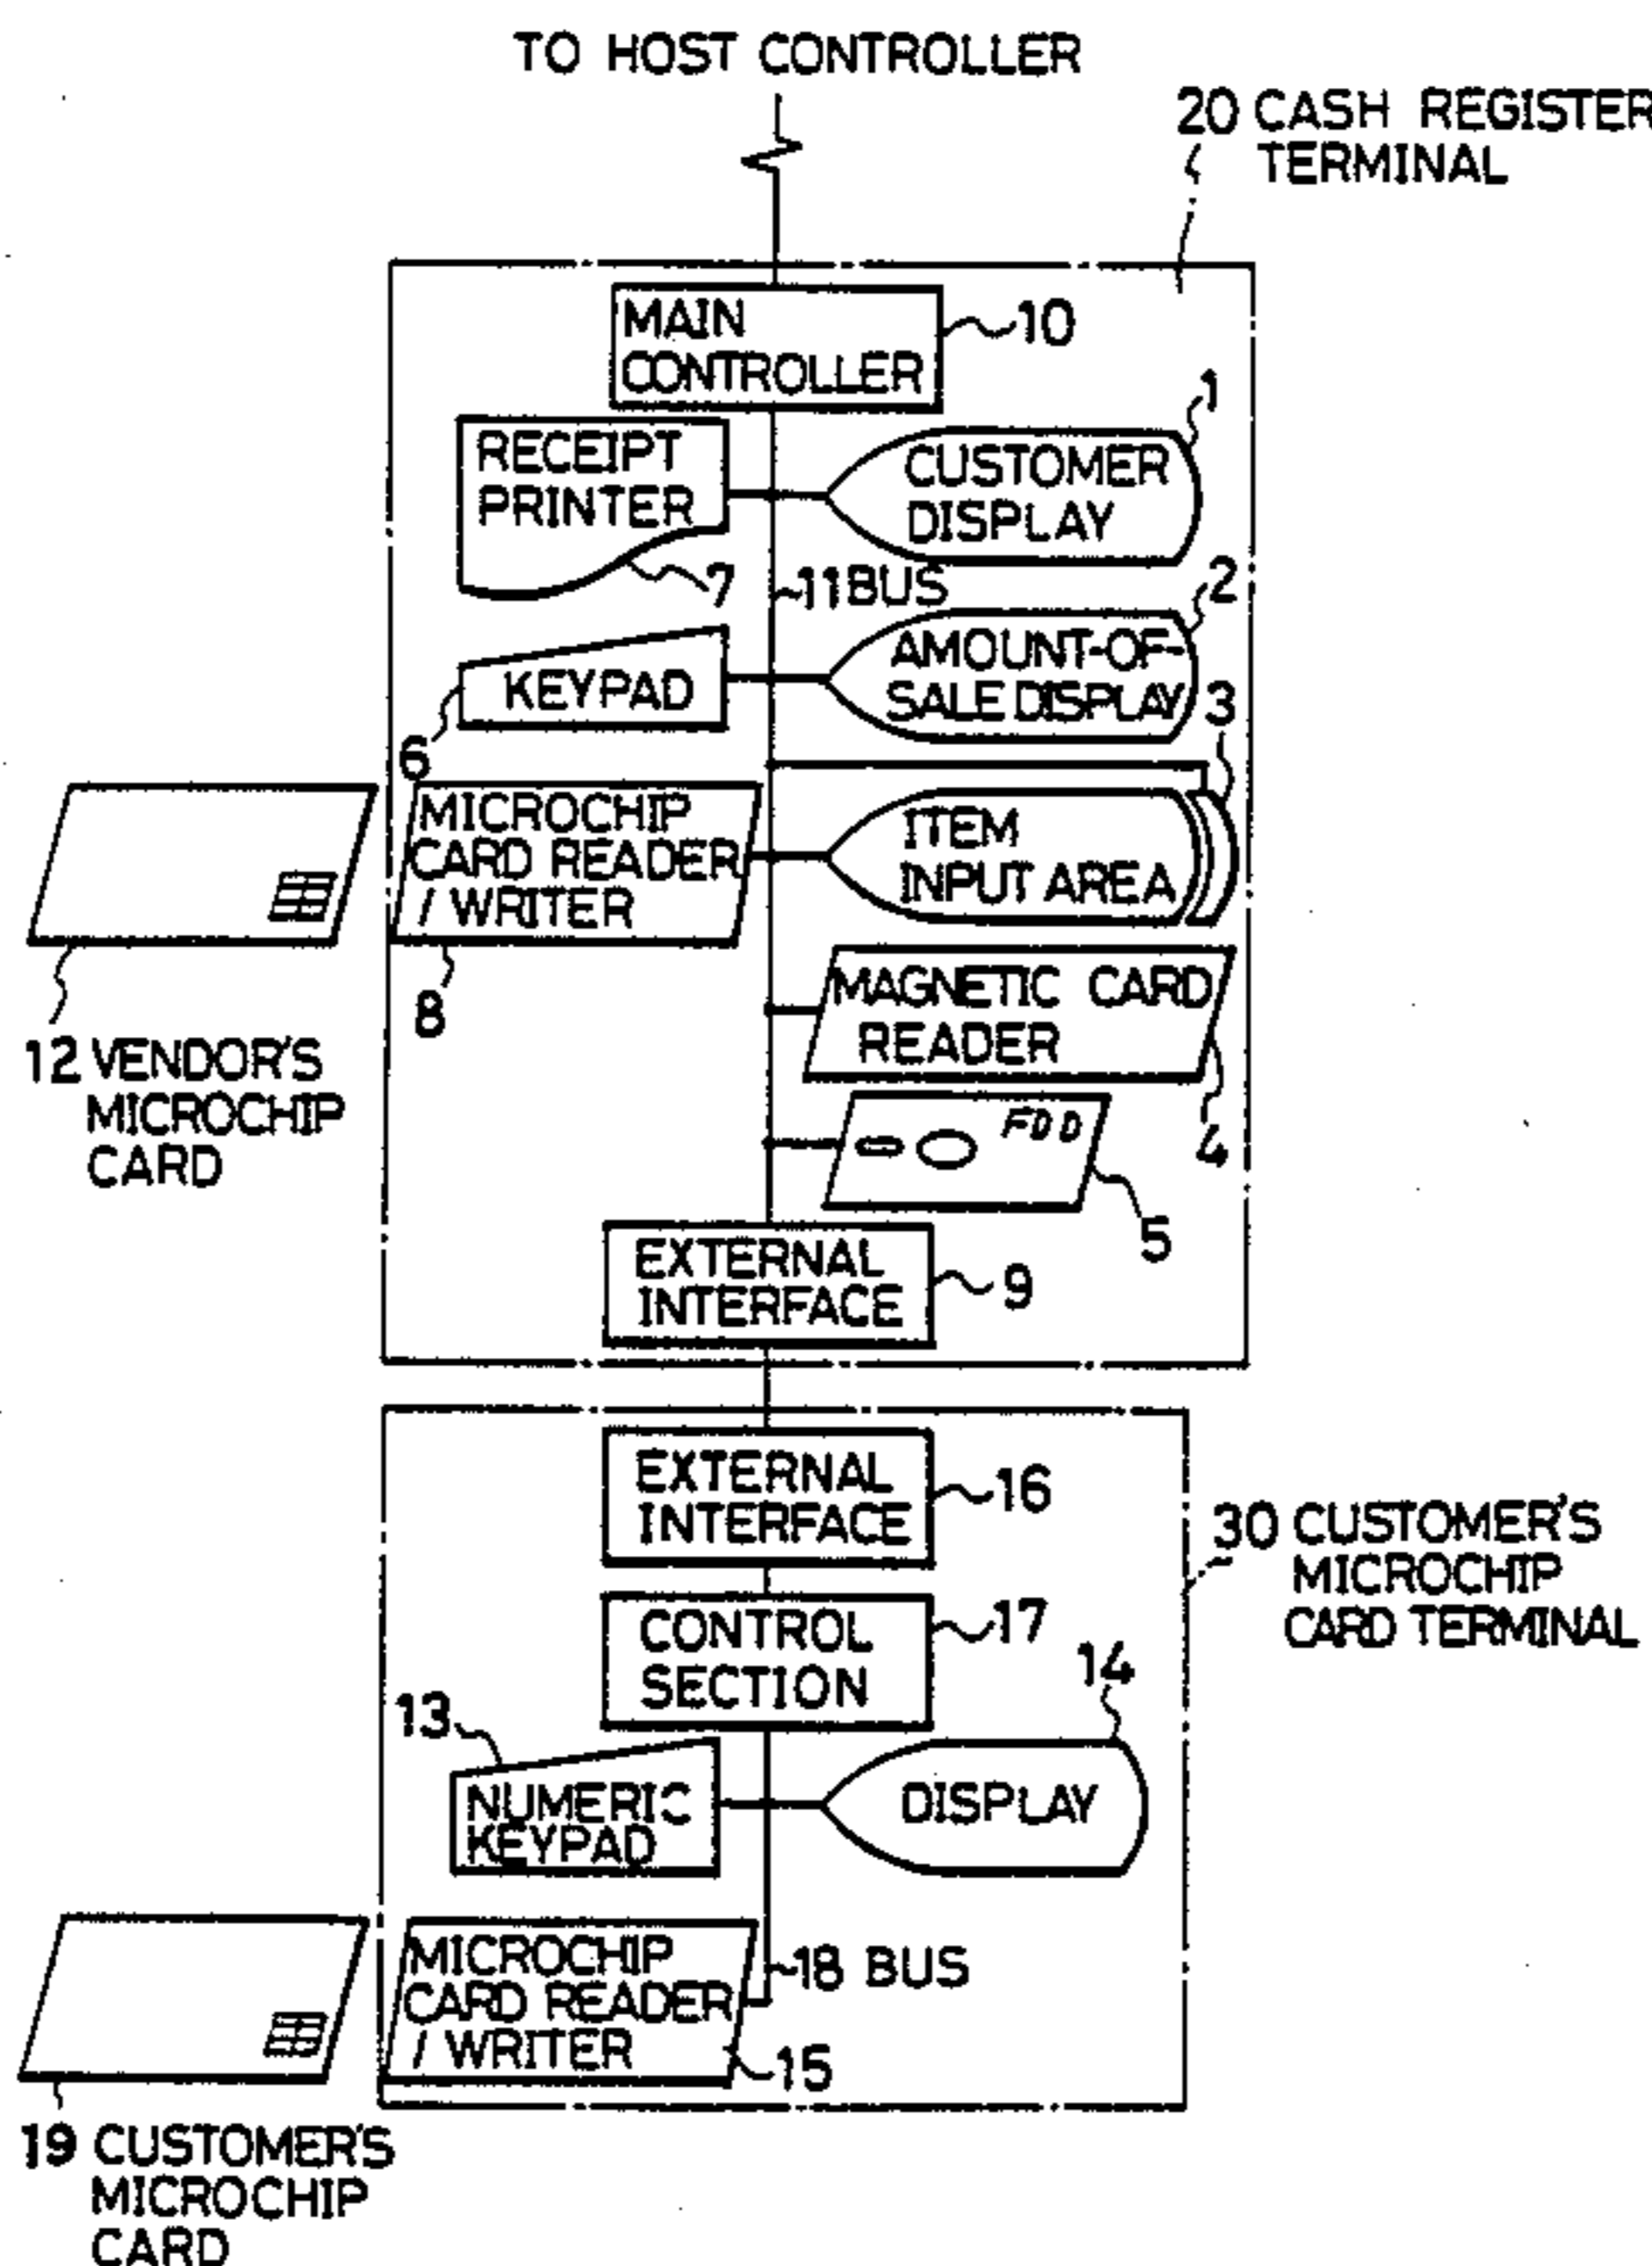 TO HOST CONTROLLER
20 CASH REGISTER
TERMINAL
MAIN
CONTROLLER
10
RECEIPT
PRINTER
7
CUSTOMER
DISPLAY
1
11 BUS
KEYPAD
6
AMOUNT-OF-
SALE DISPLAY
2
MICROCHIP
CARD READER
/ WRITER
8
ITEM
INPUT AREA
3
12 VENDOR'S
MICROCHIP
CARD
MAGNETIC CARD
READER
4
FDD
5
EXTERNAL
INTERFACE
9
EXTERNAL
INTERFACE
16
30 CUSTOMER'S
MICROCHIP
CARD TERMINAL
CONTROL
SECTION
17
13
NUMERIC
KEYPAD
14
DISPLAY
MICROCHIP
CARD READER
/ WRITER
15
18 BUS
19 CUSTOMER'S
MICROCHIP
CARD